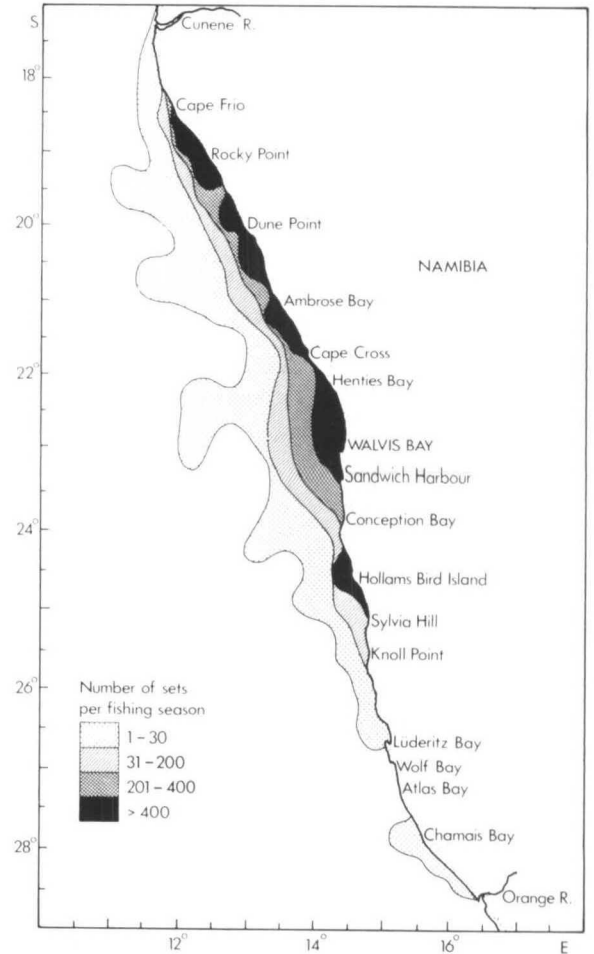 S
Cunene R.
18°
Cape Frio
Rocky Point
20°
Dune Point
NAMIBIA
Ambrose Bay
Cape Cross
22°
Henties Bay
WALVIS BAY
Sandwich Harbour
24°
Conception Bay
Hollams Bird Island
Sylvia Hill
Knoll Point
26°
Number of sets
per fishing season
1 – 30
31 – 200
201 – 400
> 400
Lüderitz Bay
Wolf Bay
Atlas Bay
28°
Chamais Bay
Orange R.
12° 14° 16° E